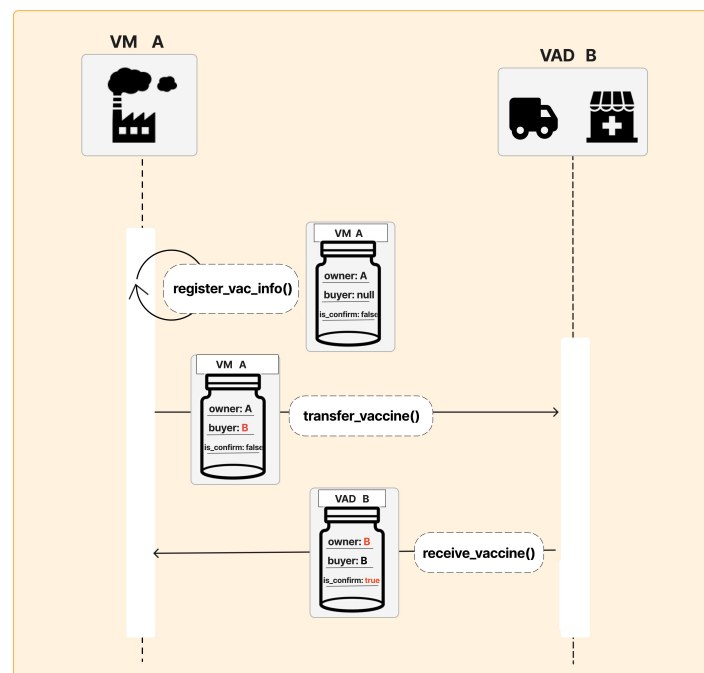 VM A
VAD B
VM A
owner: A
buyer: null
is_confirm: false
register_vac_info()
VM A
owner: A
buyer: B
is_confirm: false
transfer_vaccine()
VAD B
owner: B
buyer: B
is_confirm: true
receive_vaccine()